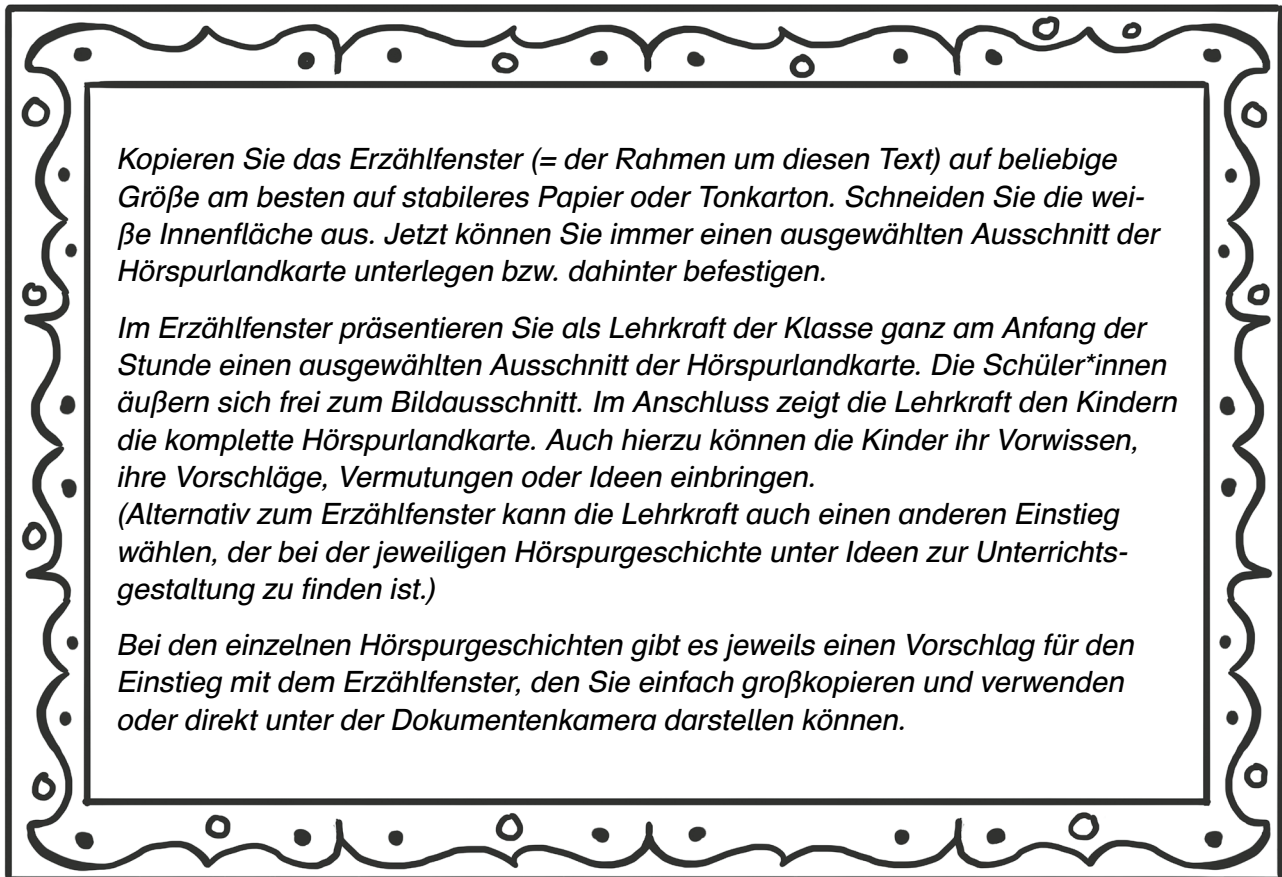 Kopieren Sie das Erzählfenster (= der Rahmen um diesen Text) auf beliebige
Größe am besten auf stabileres Papier oder Tonkarton. Schneiden Sie die wei-
ße Innenfläche aus. Jetzt können Sie immer einen ausgewählten Ausschnitt der
Hörspurlandkarte unterlegen bzw. dahinter befestigen.
Im Erzählfenster präsentieren Sie als Lehrkraft der Klasse ganz am Anfang der
Stunde einen ausgewählten Ausschnitt der Hörspurlandkarte. Die Schüler*innen
äußern sich frei zum Bildausschnitt. Im Anschluss zeigt die Lehrkraft den Kindern
die komplette Hörspurlandkarte. Auch hierzu können die Kinder ihr Vorwissen,
ihre Vorschläge, Vermutungen oder Ideen einbringen.
(Alternativ zum Erzählfenster kann die Lehrkraft auch einen anderen Einstieg
wählen, der bei der jeweiligen Hörspurgeschichte unter Ideen zur Unterrichts-
gestaltung zu finden ist.)
Bei den einzelnen Hörspurgeschichten gibt es jeweils einen Vorschlag für den
Einstieg mit dem Erzählfenster, den Sie einfach großkopieren und verwenden
oder direkt unter der Dokumentenkamera darstellen können.